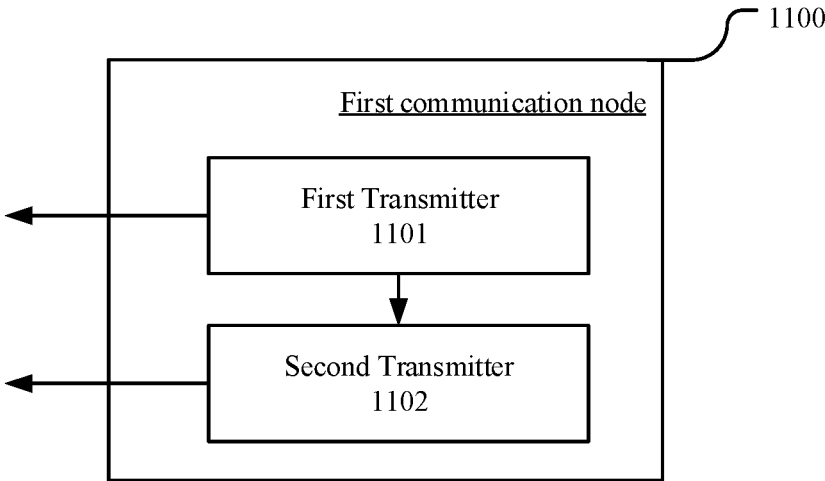 1100
First communication node
First Transmitter
1101
Second Transmitter
1102